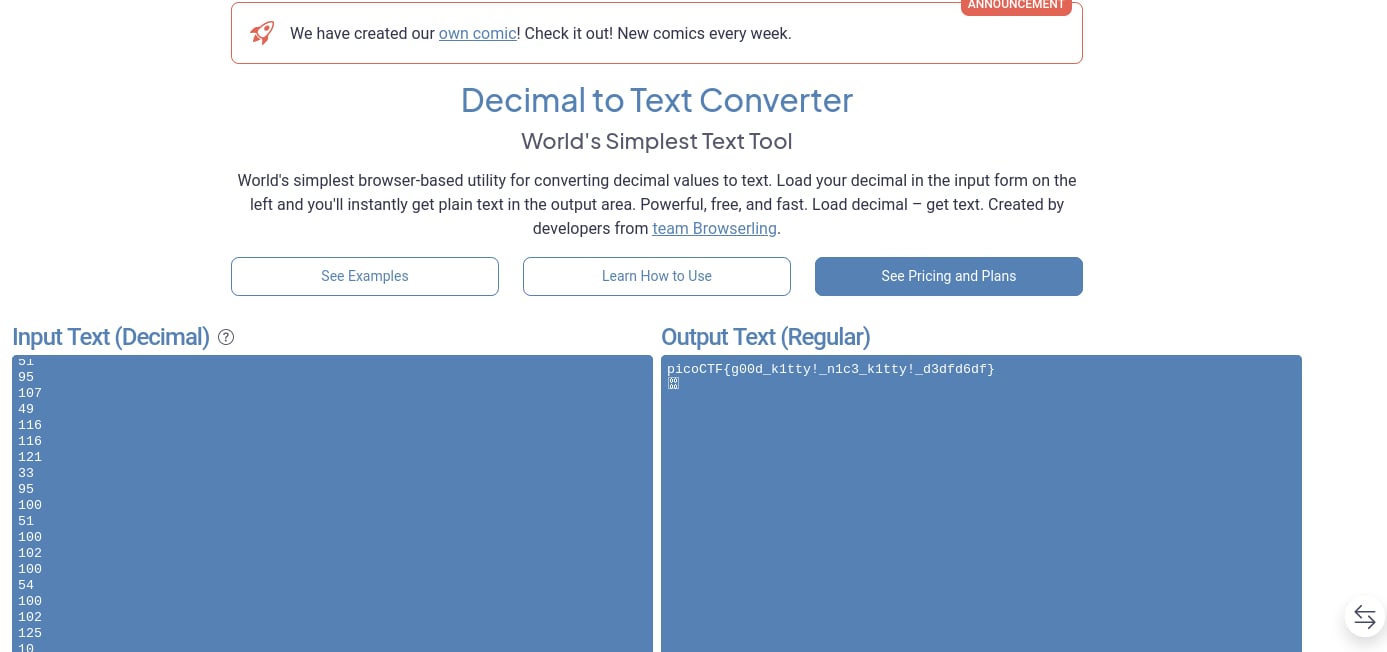 ANNOUNCEMENT
We have created our own comic! Check it out! New comics every week.
Decimal to Text Converter
World's Simplest Text Tool
World's simplest browser-based utility for converting decimal values to text. Load your decimal in the input form on the
left and you'll instantly get plain text in the output area. Powerful, free, and fast. Load decimal – get text. Created by
developers from team Browserling.
See Examples
Learn How to Use
See Pricing and Plans
Input Text (Decimal) ?
51
95
107
49
116
116
121
33
95
100
51
100
102
100
54
100
102
125
10
Output Text (Regular)
picoCTF{g00d_k1tty!_n1c3_k1tty!_d3dfd6df}